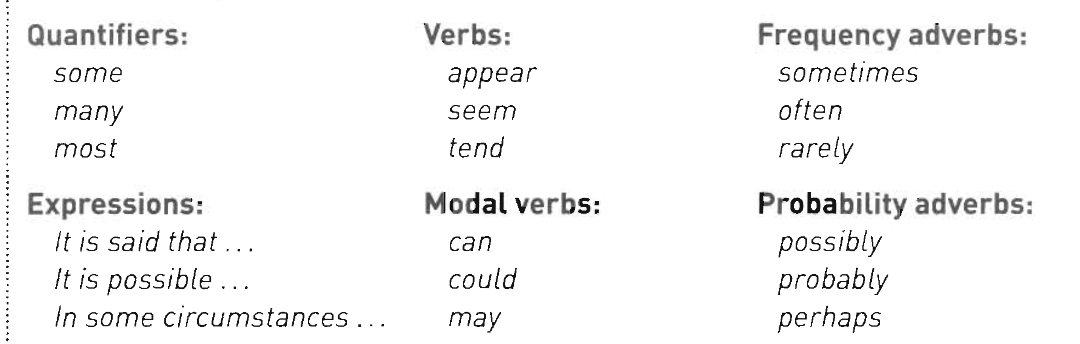 Quantifiers: Verbs: Frequency adverbs:
some appear sometimes
many seem often
most tend rarely
Expressions: Modal verbs: Probability adverbs:
It is said that ... can possibly
It is possible ... could probably
In some circumstances ... may perhaps